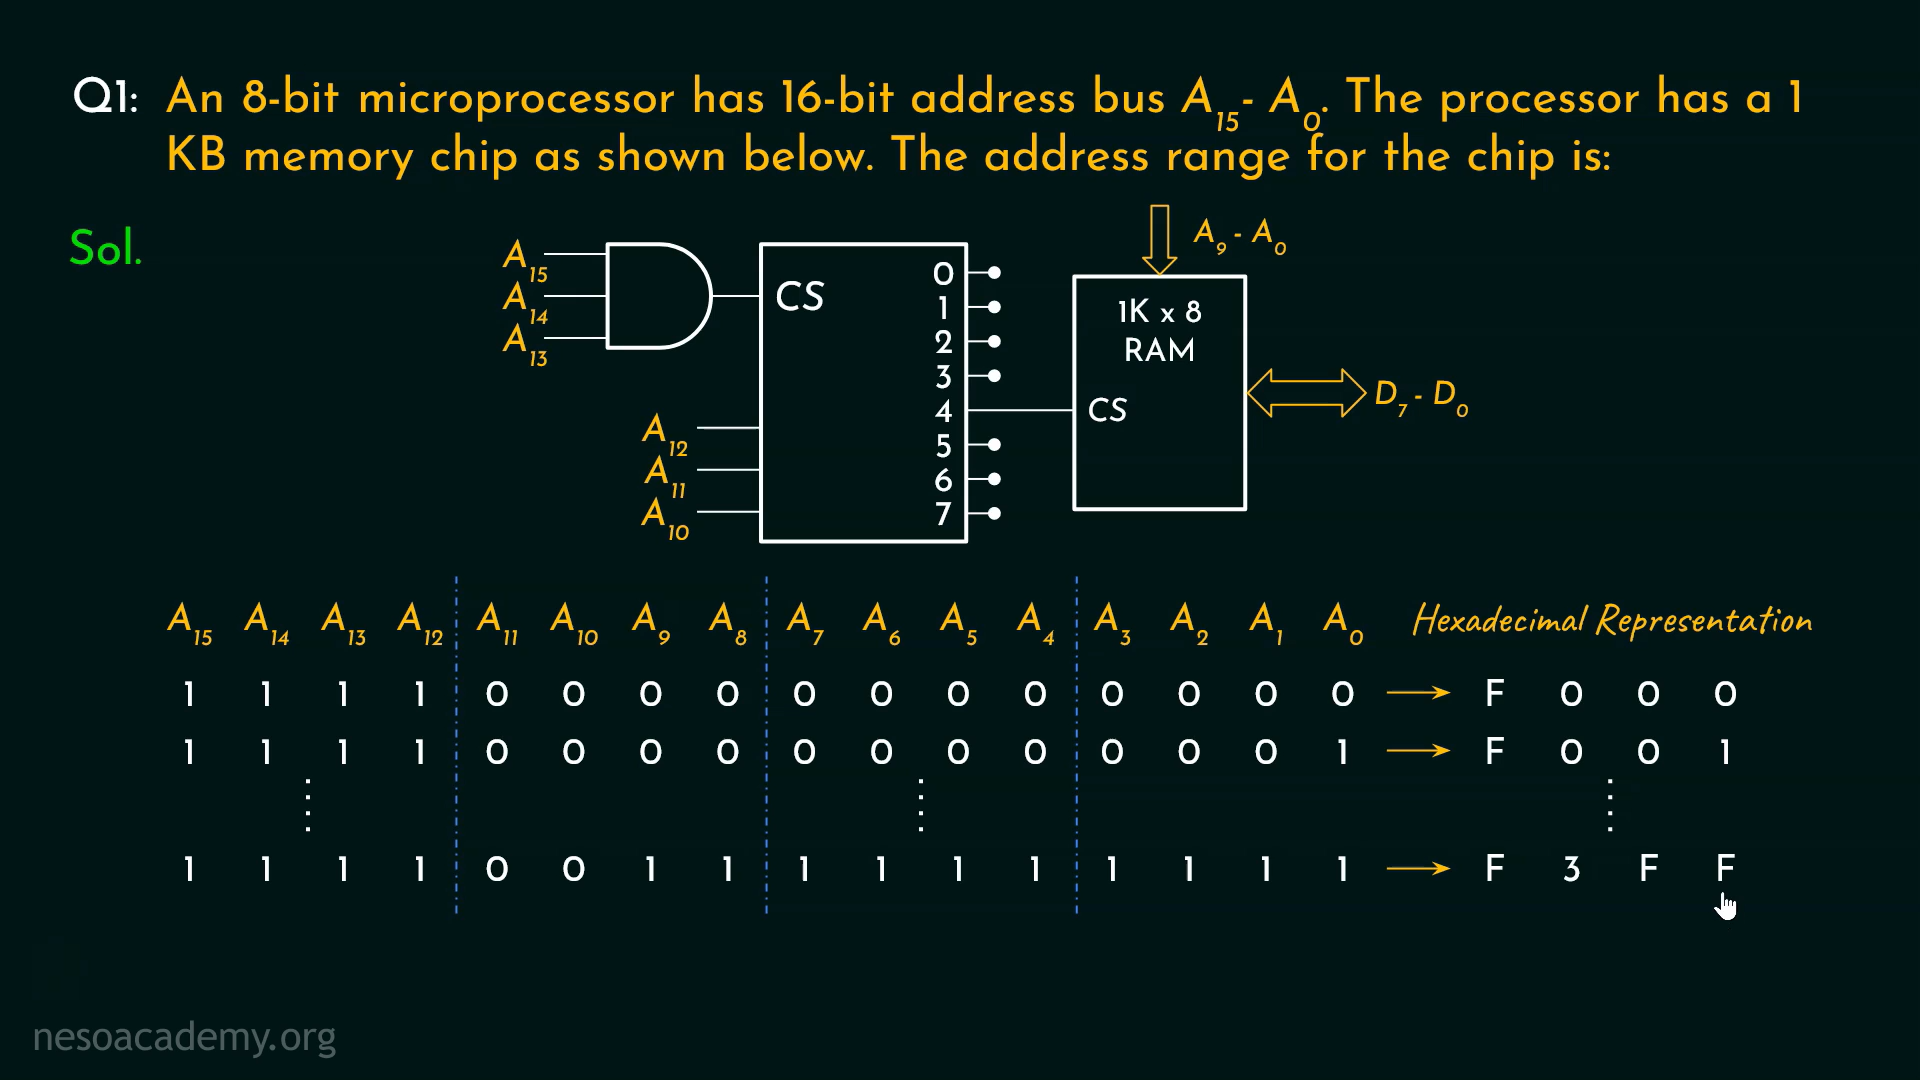 Q1: An 8-bit microprocessor has 16-bit address bus A15- A0. The processor has a 1
KB memory chip as shown below. The address range for the chip is:
Sol.
A15
A14
A13
CS
A12
A11
A10
0
1
2
3
4
5
6
7
A9 - A0
1K x 8
RAM
CS
D7 - D0
A15 A14 A13 A12 A11 A10 A9 A8 A7 A6 A5 A4 A3 A2 A1 A0 Hexadecimal Representation
1 1 1 1 0 0 0 0 0 0 0 0 0 0 0 0 → F 0 0 0
1 1 1 1 0 0 0 0 0 0 0 0 0 0 0 1 → F 0 0 1
⋮ ⋮ ⋮
1 1 1 1 0 0 1 1 1 1 1 1 1 1 1 1 → F 3 F F
nesoacademy.org